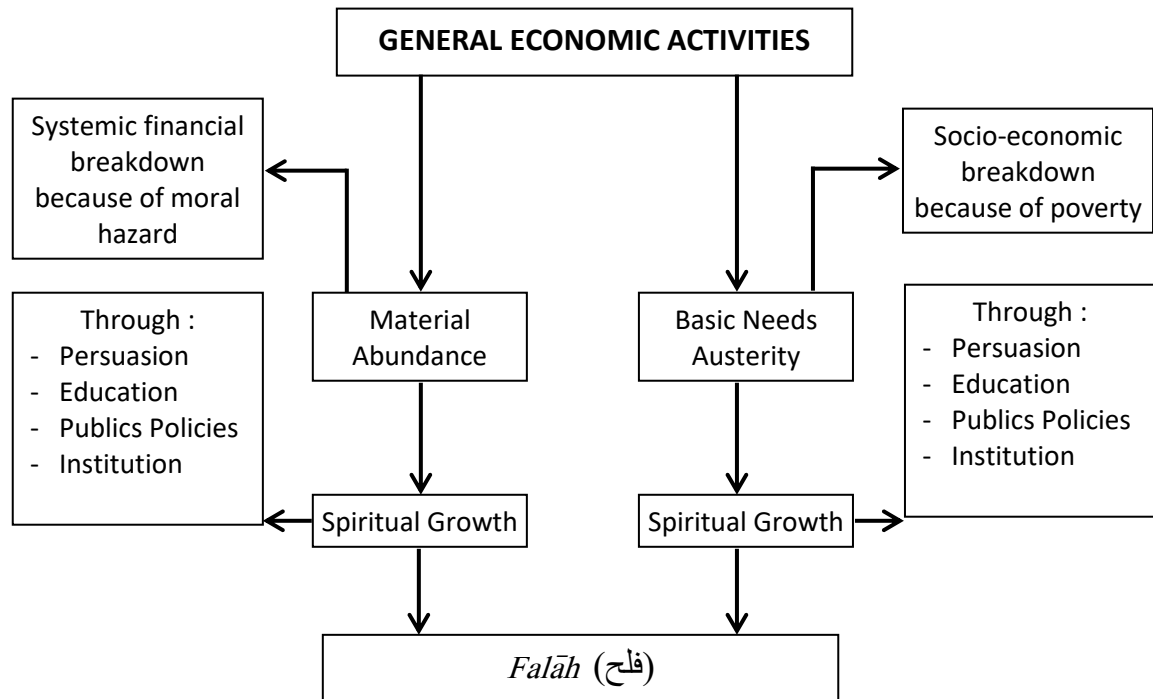 GENERAL ECONOMIC ACTIVITIES
Systemic financial
breakdown
because of moral
hazard
Socio-economic
breakdown
because of poverty
Through :
- Persuasion
- Education
- Publics Policies
- Institution
Material
Abundance
Basic Needs
Austerity
Through :
- Persuasion
- Education
- Publics Policies
- Institution
Spiritual Growth
Spiritual Growth
Falāh (فلح)